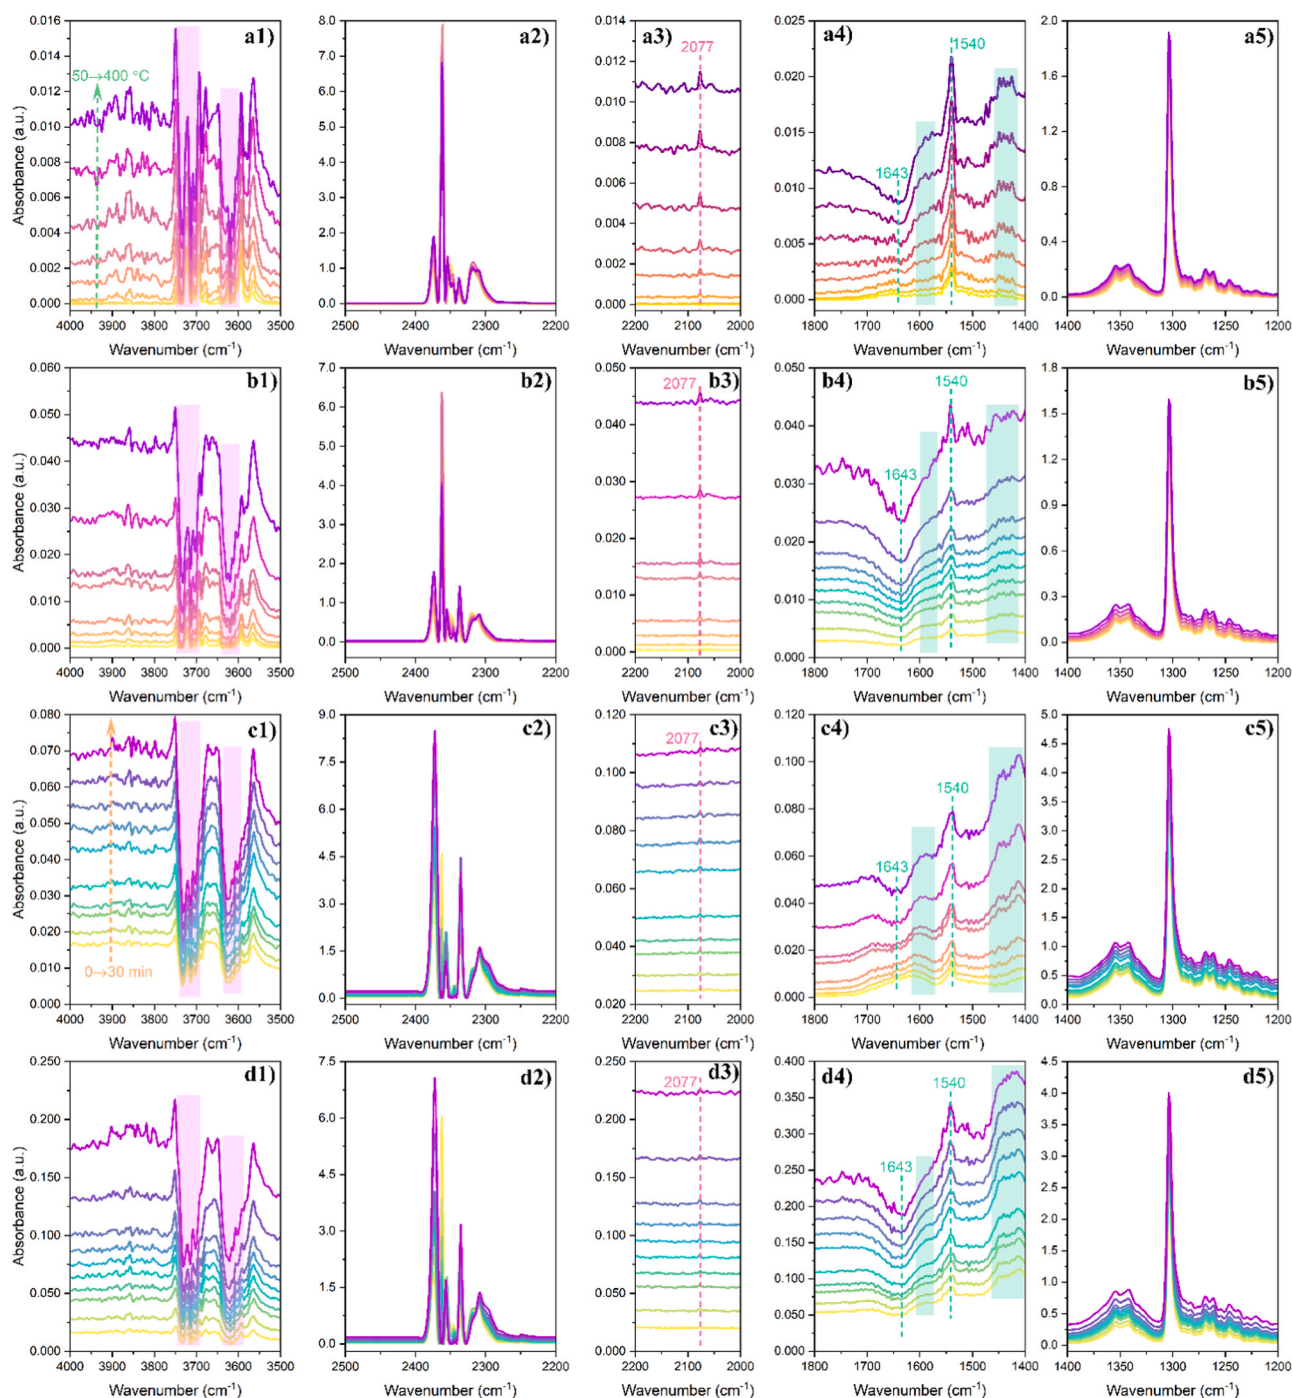 a1)
50→400 °C
Absorbance (a.u.)
0.016
0.014
0.012
0.010
0.008
0.006
0.004
0.002
0.000
4000 3900 3800 3700 3600 3500
Wavenumber (cm-1)
a2)
8.0
7.0
6.0
5.0
4.0
3.0
2.0
1.0
0.0
2500 2400 2300 2200
Wavenumber (cm-1)
a3)
2077
0.014
0.012
0.010
0.008
0.006
0.004
0.002
0.000
2200 2150 2100 2050 2000
Wavenumber (cm-1)
a4)
1540
1643
0.025
0.020
0.015
0.010
0.005
0.000
1800 1700 1600 1500 1400
Wavenumber (cm-1)
a5)
2.0
1.6
1.2
0.8
0.4
0.0
1400 1350 1300 1250 1200
Wavenumber (cm-1)
b1)
Absorbance (a.u.)
0.060
0.050
0.040
0.030
0.020
0.010
0.000
4000 3900 3800 3700 3600 3500
Wavenumber (cm-1)
b2)
7.0
6.0
5.0
4.0
3.0
2.0
1.0
0.0
2500 2400 2300 2200
Wavenumber (cm-1)
b3)
2077
0.050
0.040
0.030
0.020
0.010
0.000
2200 2150 2100 2050 2000
Wavenumber (cm-1)
b4)
1540
1643
0.050
0.040
0.030
0.020
0.010
0.000
1800 1700 1600 1500 1400
Wavenumber (cm-1)
b5)
1.8
1.5
1.2
0.9
0.6
0.3
0.0
1400 1350 1300 1250 1200
Wavenumber (cm-1)
c1)
0→30 min
Absorbance (a.u.)
0.080
0.070
0.060
0.050
0.040
0.030
0.020
0.010
0.000
4000 3900 3800 3700 3600 3500
Wavenumber (cm-1)
c2)
9.0
7.5
6.0
4.5
3.0
1.5
0.0
2500 2400 2300 2200
Wavenumber (cm-1)
c3)
2077
0.120
0.100
0.080
0.060
0.040
0.020
2200 2150 2100 2050 2000
Wavenumber (cm-1)
c4)
1540
1643
0.120
0.100
0.080
0.060
0.040
0.020
0.000
1800 1700 1600 1500 1400
Wavenumber (cm-1)
c5)
5.0
4.5
4.0
3.5
3.0
2.5
2.0
1.5
1.0
0.5
0.0
1400 1350 1300 1250 1200
Wavenumber (cm-1)
d1)
Absorbance (a.u.)
0.250
0.200
0.150
0.100
0.050
0.000
4000 3900 3800 3700 3600 3500
Wavenumber (cm-1)
d2)
7.5
6.0
4.5
3.0
1.5
0.0
2500 2400 2300 2200
Wavenumber (cm-1)
d3)
2077
0.250
0.200
0.150
0.100
0.050
0.000
2200 2150 2100 2050 2000
Wavenumber (cm-1)
d4)
1540
1643
0.400
0.350
0.300
0.250
0.200
0.150
0.100
0.050
0.000
1800 1700 1600 1500 1400
Wavenumber (cm-1)
d5)
4.5
4.0
3.5
3.0
2.5
2.0
1.5
1.0
0.5
0.0
1400 1350 1300 1250 1200
Wavenumber (cm-1)